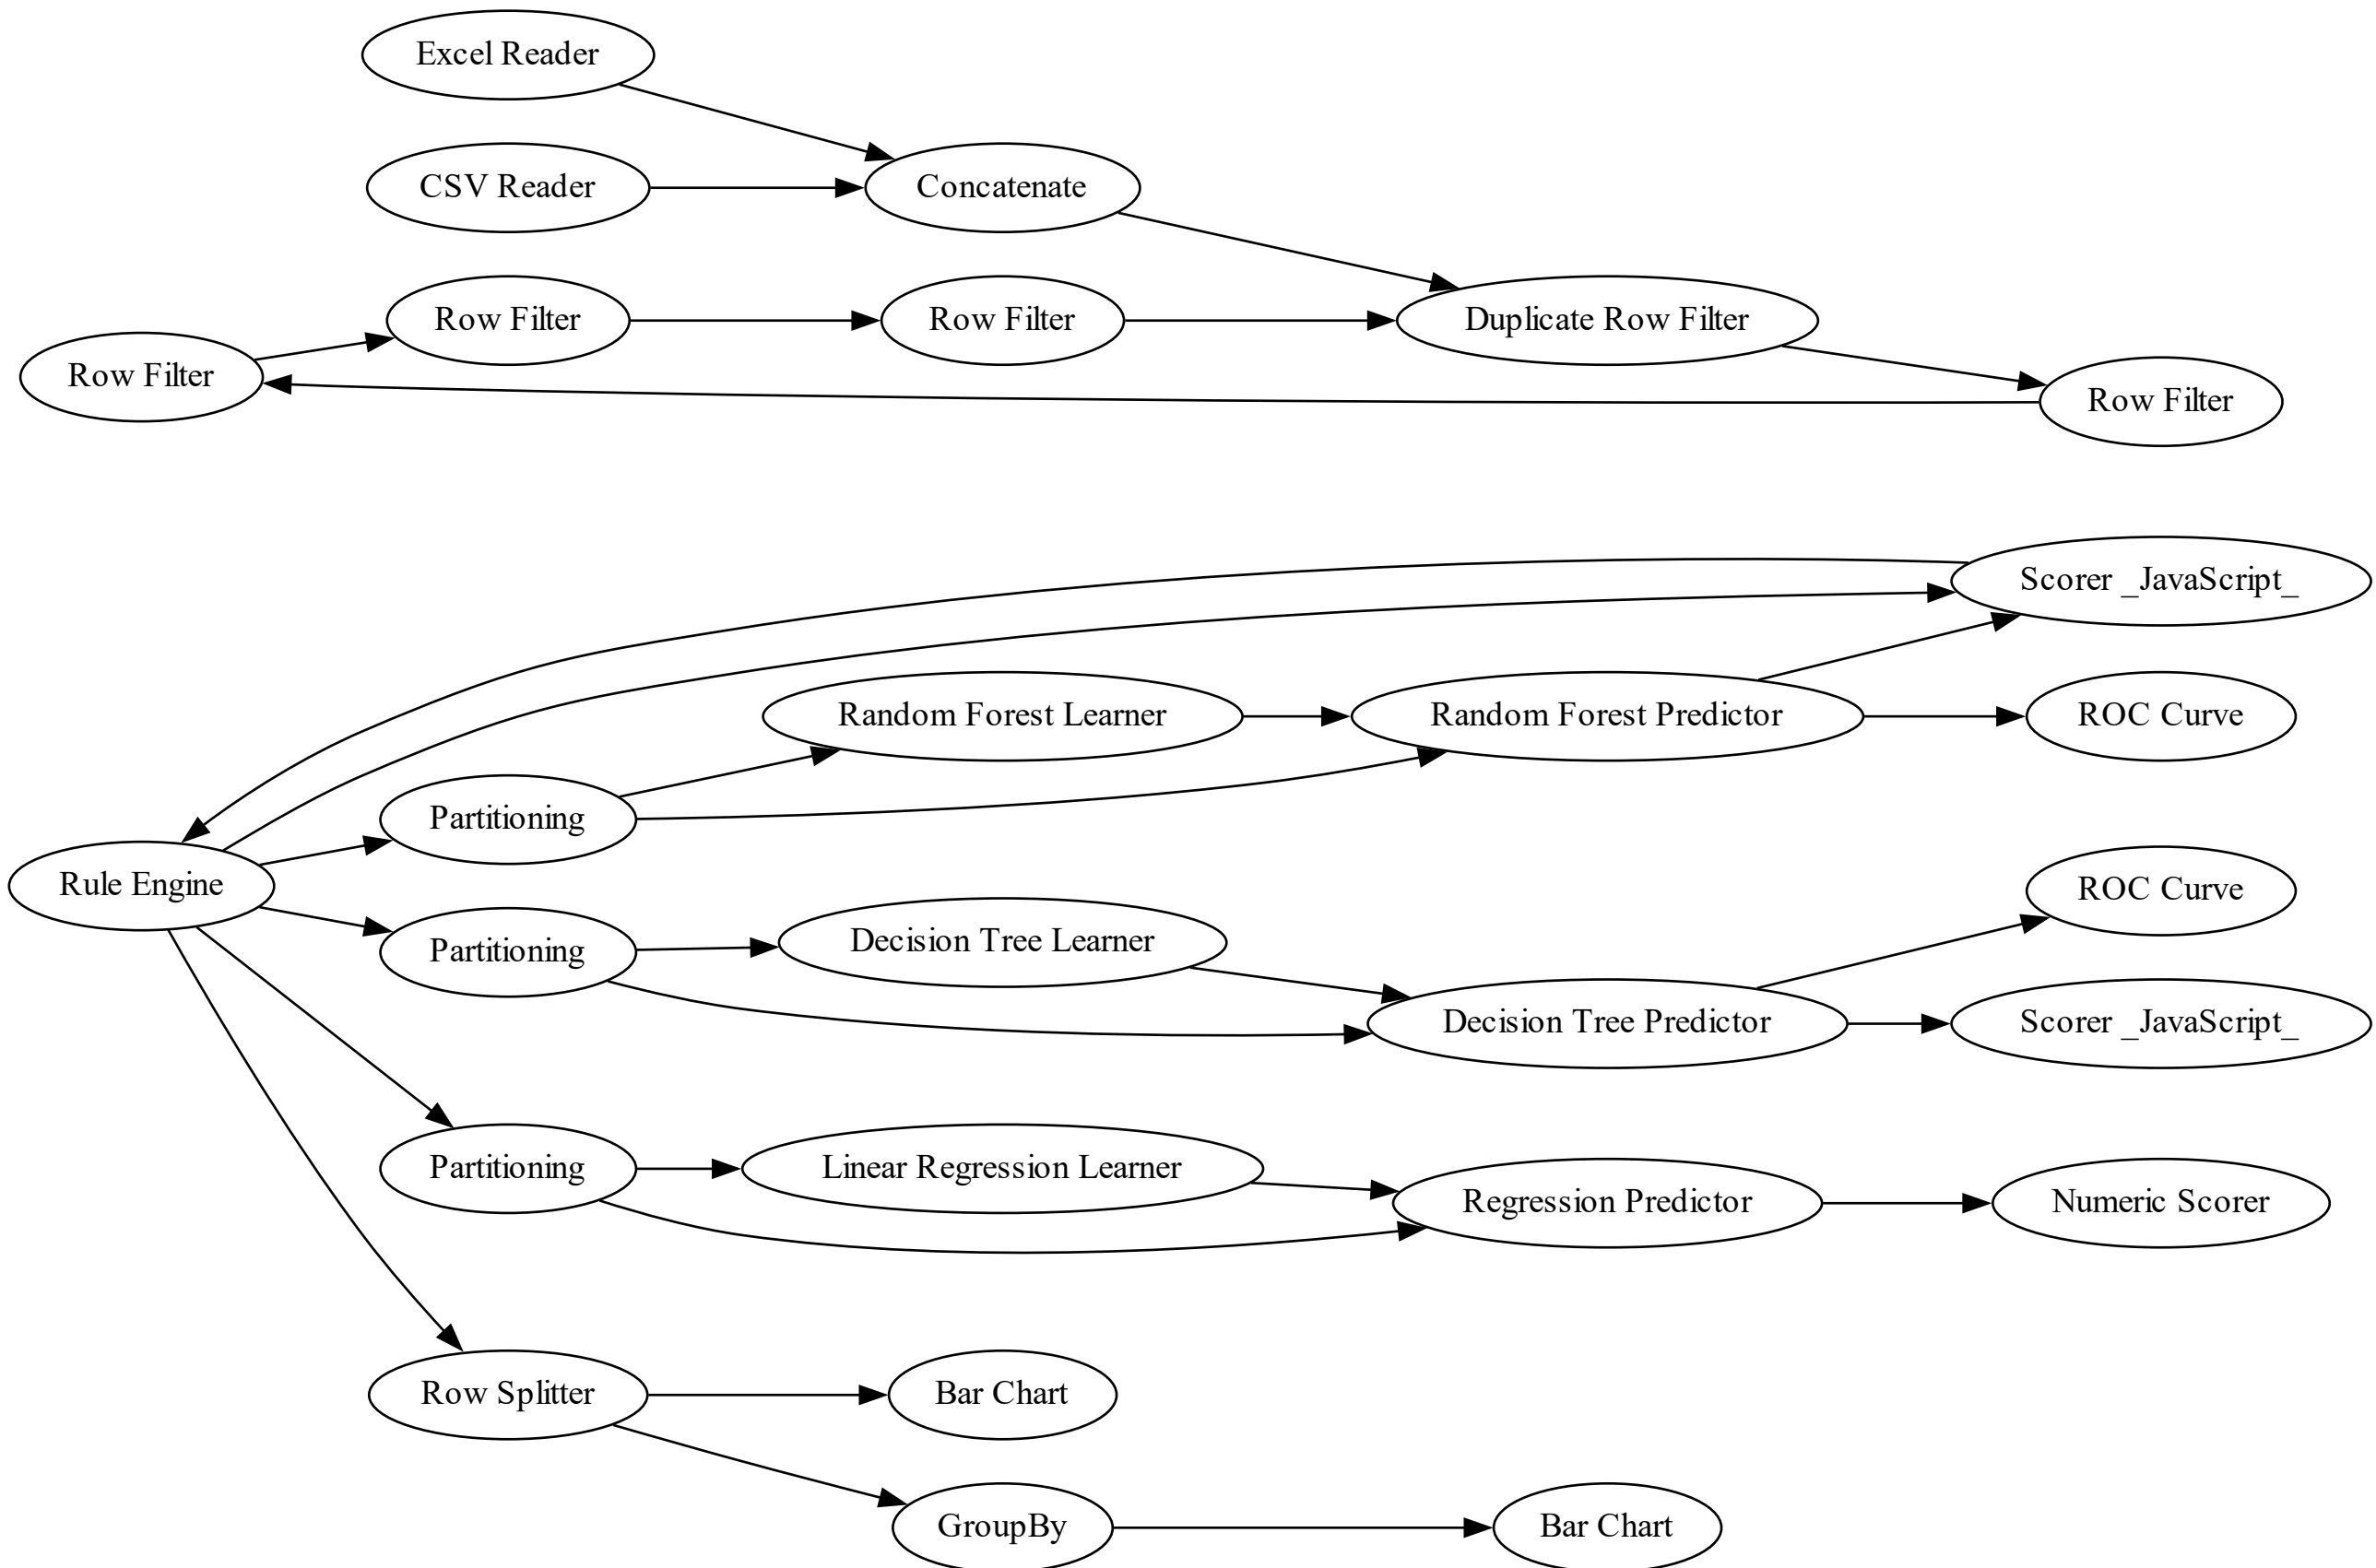 Excel Reader
CSV Reader
Concatenate
Row Filter
Row Filter
Row Filter
Duplicate Row Filter
Row Filter
Scorer _JavaScript_
Random Forest Learner
Random Forest Predictor
ROC Curve
Partitioning
Rule Engine
Partitioning
Decision Tree Learner
ROC Curve
Decision Tree Predictor
Scorer _JavaScript_
Partitioning
Linear Regression Learner
Regression Predictor
Numeric Scorer
Row Splitter
Bar Chart
GroupBy
Bar Chart